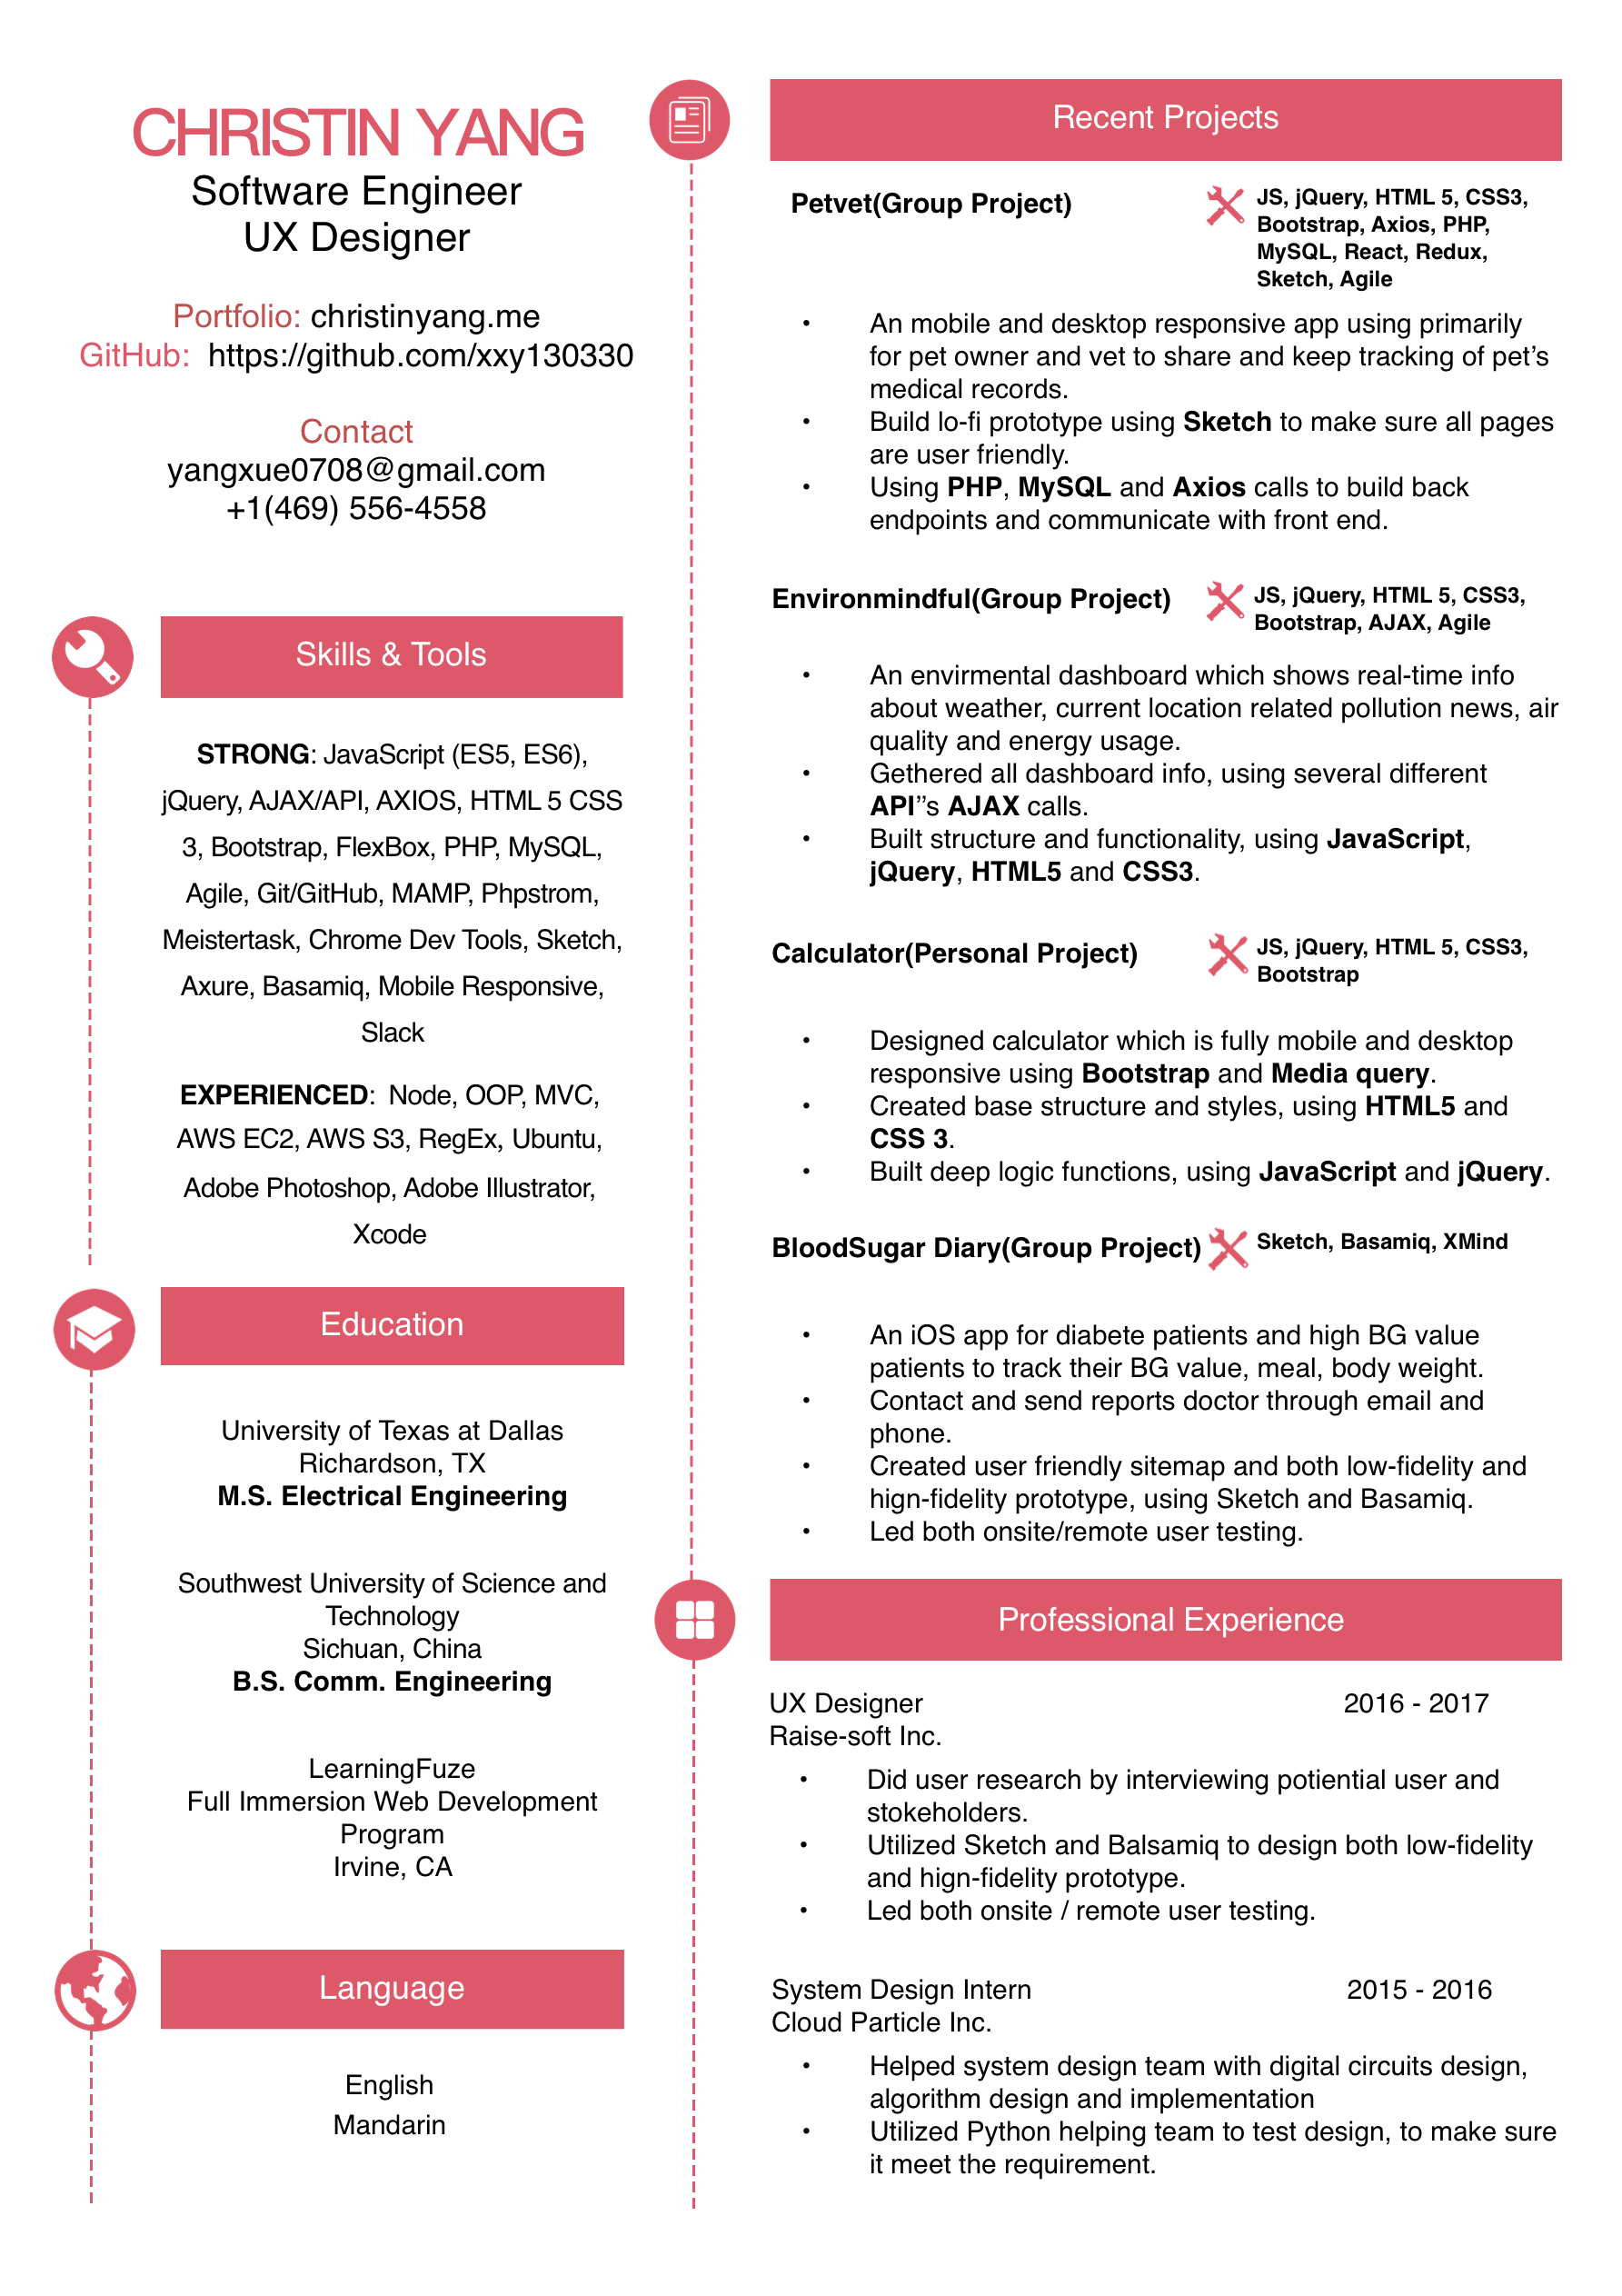 CHRISTIN YANG
Software Engineer
UX Designer
Portfolio: christinyang.me
GitHub:  https://github.com/xxy130330
Contact
yangxue0708@gmail.com
+1(469) 556-4558
Skills & Tools
STRONG: JavaScript (ES5, ES6),
jQuery, AJAX/API, AXIOS, HTML 5 CSS
3, Bootstrap, FlexBox, PHP, MySQL,
Agile, Git/GitHub, MAMP, Phpstrom,
Meistertask, Chrome Dev Tools, Sketch,
Axure, Basamiq, Mobile Responsive,
Slack
EXPERIENCED:  Node, OOP, MVC,
AWS EC2, AWS S3, RegEx, Ubuntu,
Adobe Photoshop, Adobe Illustrator,
Xcode
Education
University of Texas at Dallas
Richardson, TX
M.S. Electrical Engineering
Southwest University of Science and
Technology
Sichuan, China
B.S. Comm. Engineering
LearningFuze
Full Immersion Web Development
Program
Irvine, CA
Language
English
Mandarin
Recent Projects
Petvet(Group Project)
JS, jQuery, HTML 5, CSS3,
Bootstrap, Axios, PHP,
MySQL, React, Redux,
Sketch, Agile
• An mobile and desktop responsive app using primarily
for pet owner and vet to share and keep tracking of pet’s
medical records.
• Build lo-fi prototype using Sketch to make sure all pages
are user friendly.
• Using PHP, MySQL and Axios calls to build back
endpoints and communicate with front end.
Environmindful(Group Project)
JS, jQuery, HTML 5, CSS3,
Bootstrap, AJAX, Agile
• An envirmental dashboard which shows real-time info
about weather, current location related pollution news, air
quality and energy usage.
• Gethered all dashboard info, using several different
API”s AJAX calls.
• Built structure and functionality, using JavaScript,
jQuery, HTML5 and CSS3.
Calculator(Personal Project)
JS, jQuery, HTML 5, CSS3,
Bootstrap
• Designed calculator which is fully mobile and desktop
responsive using Bootstrap and Media query.
• Created base structure and styles, using HTML5 and
CSS 3.
• Built deep logic functions, using JavaScript and jQuery.
BloodSugar Diary(Group Project)
Sketch, Basamiq, XMind
• An iOS app for diabete patients and high BG value
patients to track their BG value, meal, body weight.
• Contact and send reports doctor through email and
phone.
• Created user friendly sitemap and both low-fidelity and
hign-fidelity prototype, using Sketch and Basamiq.
• Led both onsite/remote user testing.
Professional Experience
UX Designer 2016 - 2017
Raise-soft Inc.
• Did user research by interviewing potiential user and
stokeholders.
• Utilized Sketch and Balsamiq to design both low-fidelity
and hign-fidelity prototype.
• Led both onsite / remote user testing.
System Design Intern 2015 - 2016
Cloud Particle Inc.
• Helped system design team with digital circuits design,
algorithm design and implementation
• Utilized Python helping team to test design, to make sure
it meet the requirement.